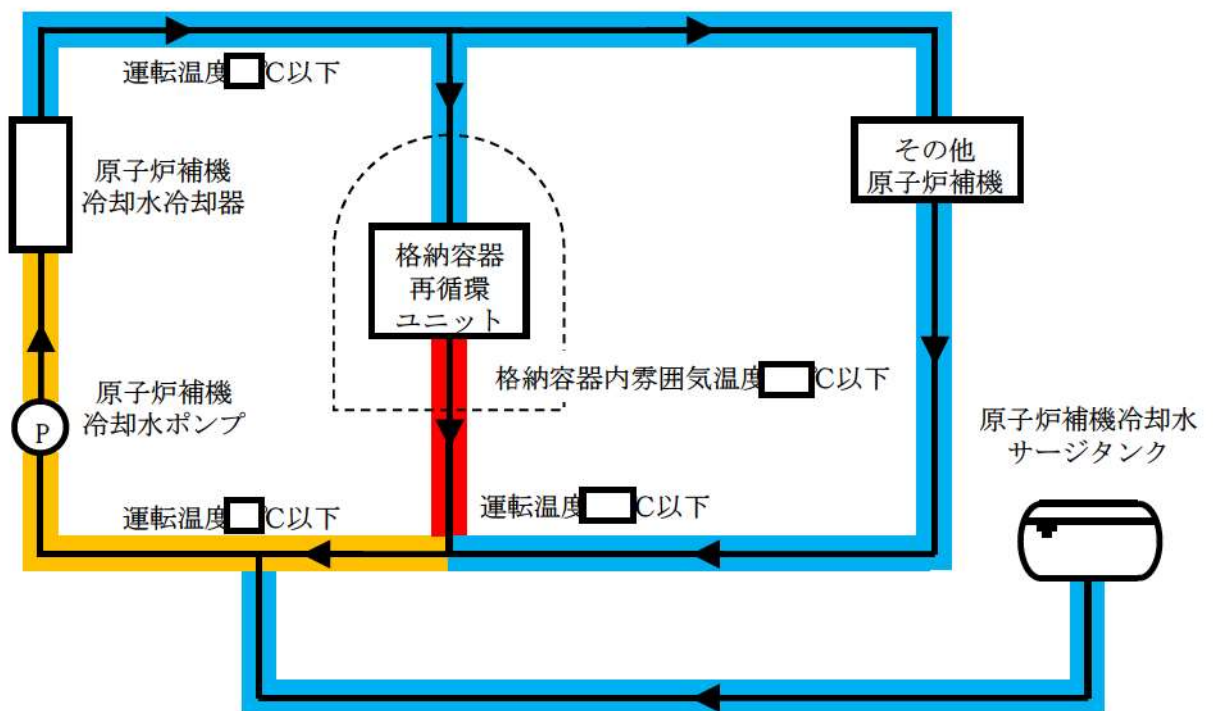 運転温度 ℃以下
原子炉補機
冷却水冷却器
その他
原子炉補機
格納容器
再循環
ユニット
格納容器内雰囲気温度 ℃以下
原子炉補機
冷却水ポンプ
P
原子炉補機冷却水
サージタンク
運転温度 ℃以下
運転温度 ℃以下